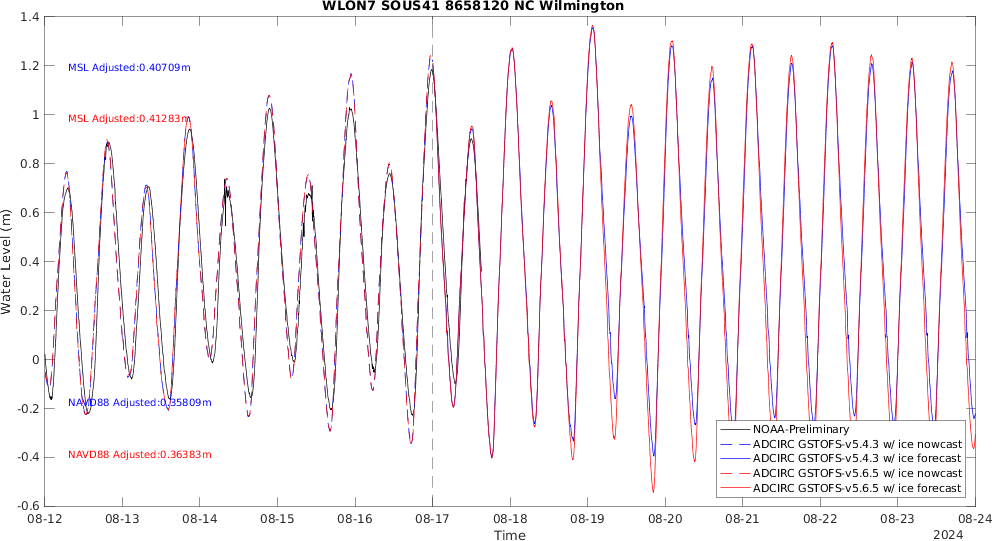 WLON7 SOUS41 8658120 NC Wilmington
1.4
1.2
1
0.8
0.6
0.4
0.2
0
-0.2
-0.4
-0.6
Water Level (m)
MSL Adjusted:0.40709m
MSL Adjusted:0.41283m
NAVD88 Adjusted:0.35809m
NAVD88 Adjusted:0.36383m
NOAA-Preliminary
ADCIRC GSTOFS-v5.4.3 w/ ice nowcast
ADCIRC GSTOFS-v5.4.3 w/ ice forecast
ADCIRC GSTOFS-v5.6.5 w/ ice nowcast
ADCIRC GSTOFS-v5.6.5 w/ ice forecast
08-12 08-13 08-14 08-15 08-16 08-17 08-18 08-19 08-20 08-21 08-22 08-23 08-24
Time
2024